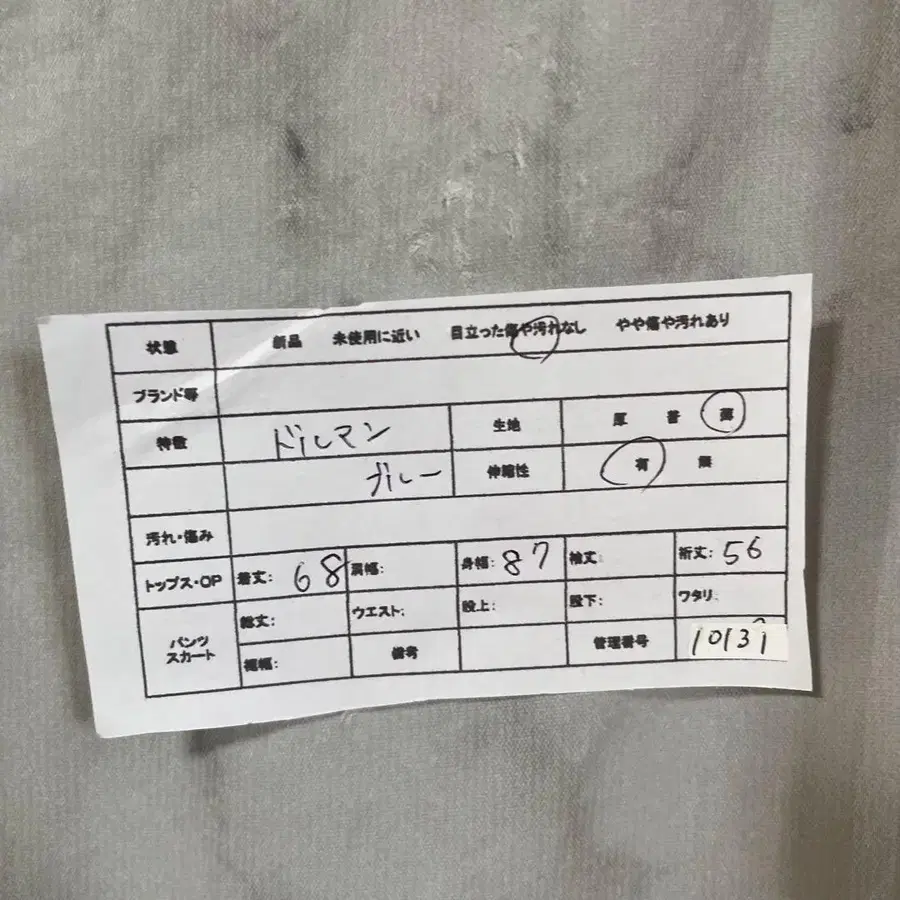 状態 新品 未使用に近い 目立った傷や汚れなし やや傷や汚れあり
ブランド等
特徴 ドルマン 生地 厚 普 薄
ブルー 伸縮性 有 無
汚れ・傷み
トップス・OP 着丈: 68 肩幅: 身幅: 87 袖丈: 裄丈: 56
パンツ スカート 総丈: ウエスト: 股上: 股下: ワタリ:
裾幅: 備考 管理番号 10131